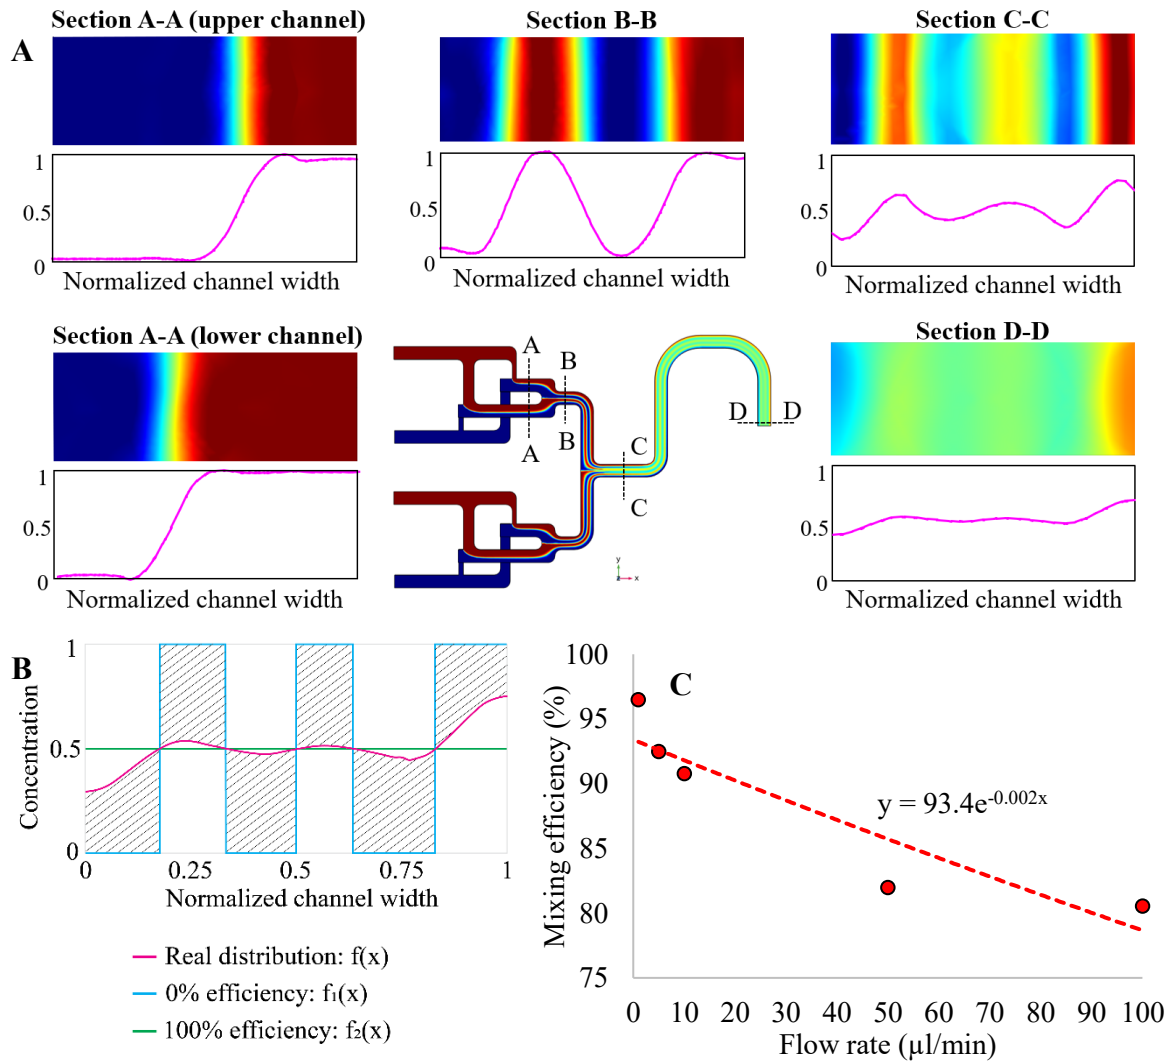 A
Section A-A (upper channel)
1
0.5
0
Normalized channel width
Section B-B
1
0.5
0
Normalized channel width
Section C-C
1
0.5
0
Normalized channel width
Section A-A (lower channel)
1
0.5
0
Normalized channel width
A
B
A
B
C
C
D D
y
z x
Section D-D
1
0.5
0
Normalized channel width
B
Concentration
1
0.5
0
0 0.25 0.5 0.75 1
Normalized channel width
Real distribution: f(x)
0% efficiency: f₁(x)
100% efficiency: f₂(x)
C
Mixing efficiency (%)
100
95
90
85
80
75
y = 93.4e^-0.002x
0 10 20 30 40 50 60 70 80 90 100
Flow rate (µl/min)